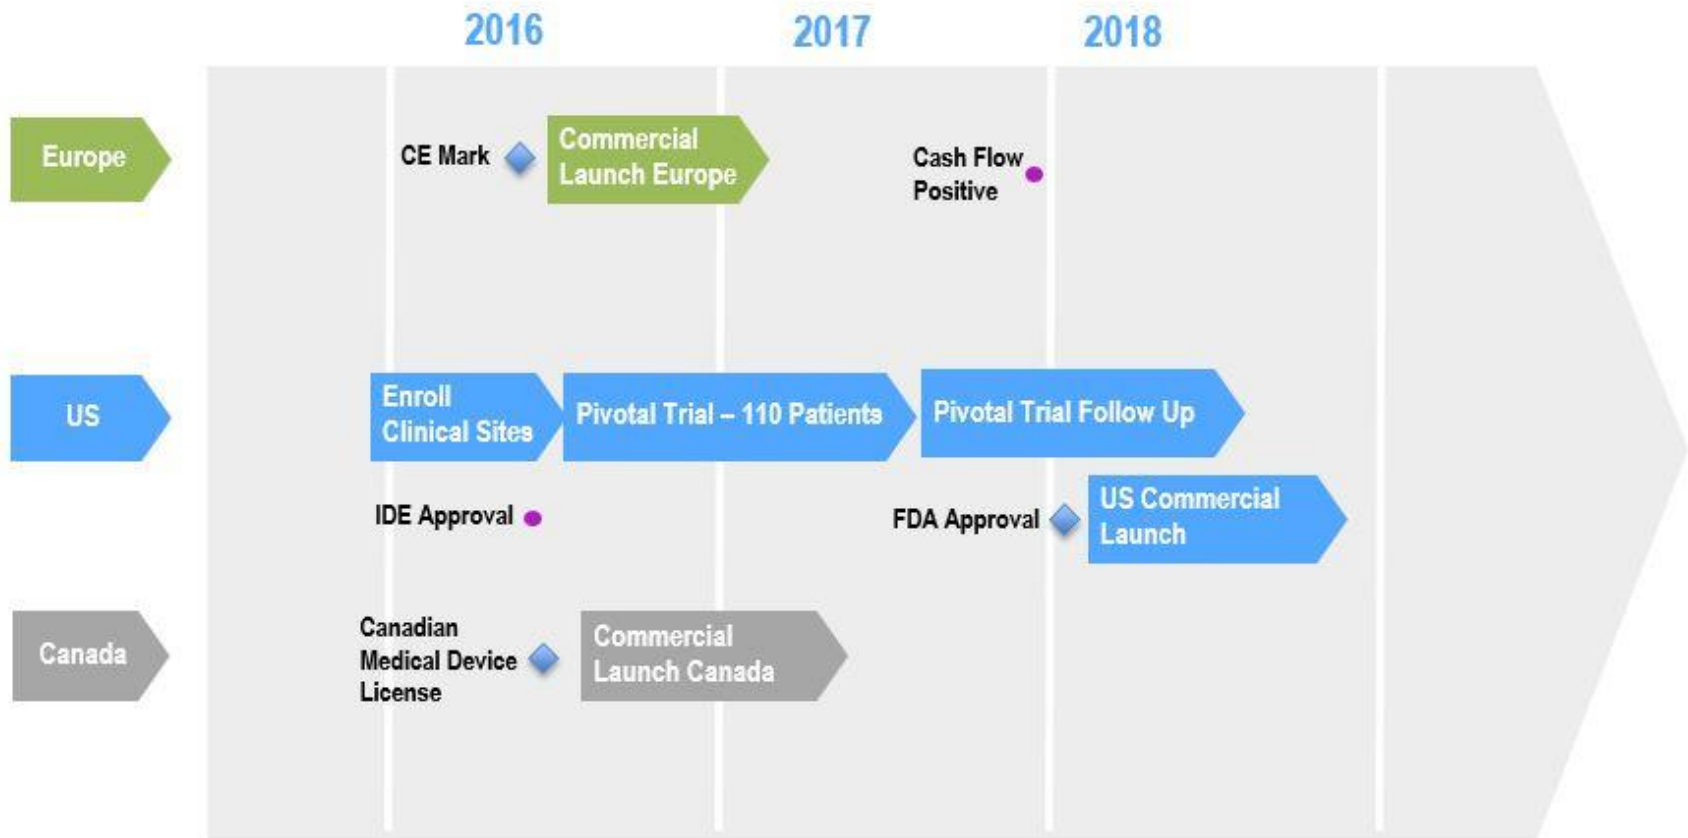 2016
2017
2018
Europe
CE Mark
Commercial
Launch Europe
Cash Flow
Positive
US
Enroll
Clinical Sites
Pivotal Trial – 110 Patients
Pivotal Trial Follow Up
IDE Approval
FDA Approval
US Commercial
Launch
Canada
Canadian
Medical Device
License
Commercial
Launch Canada